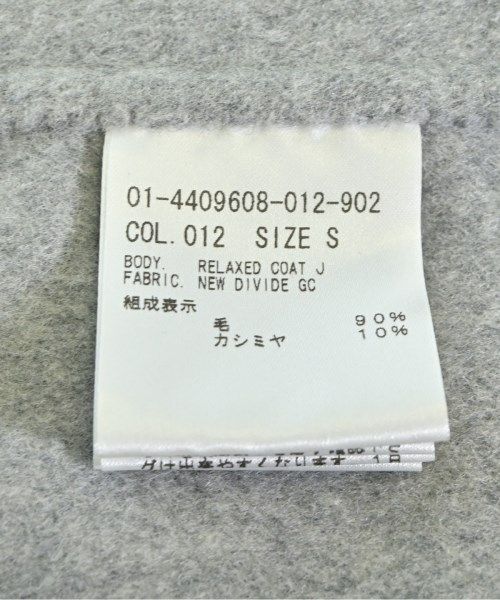 01-4409608-012-902
COL. 012 SIZE S
BODY. RELAXED COAT J
FABRIC. NEW DIVIDE GC
組成表示
毛 90%
カシミヤ 10%